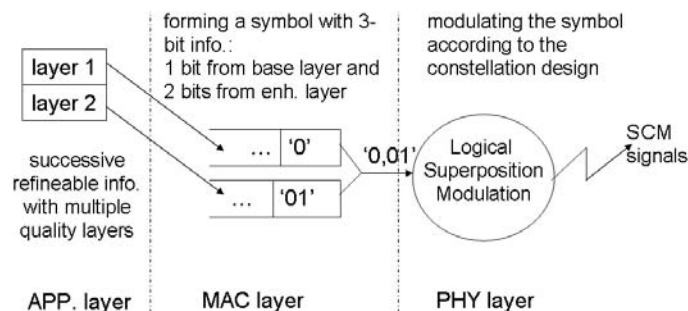 forming a symbol with 3-
bit info.:
1 bit from base layer and
2 bits from enh. layer
modulating the symbol
according to the
constellation design
layer 1
layer 2
successive
refineable info.
with multiple
quality layers
... '0'
... '01'
'0,01'
Logical
Superposition
Modulation
SCM
signals
APP. layer
MAC layer
PHY layer